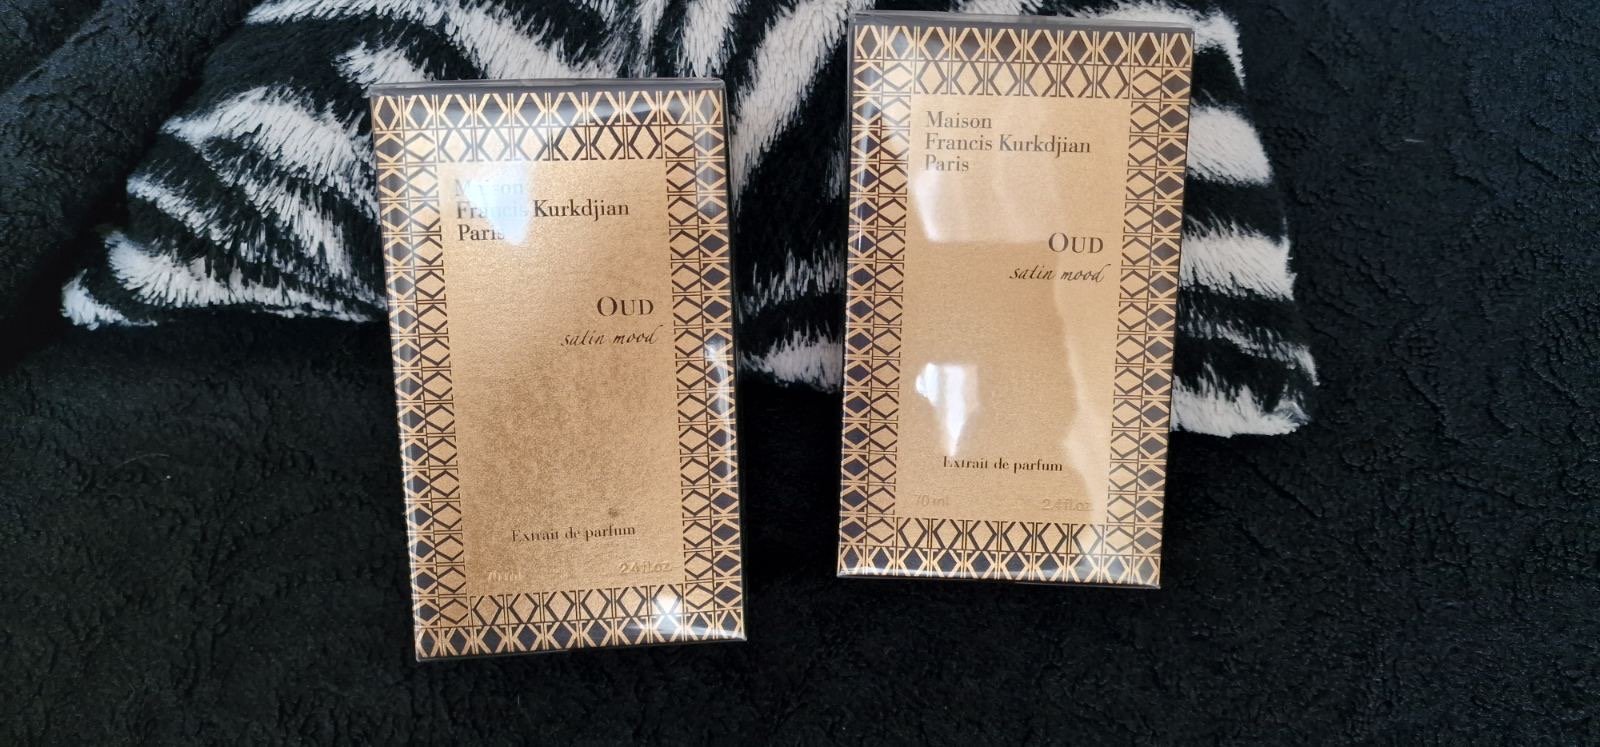 Maison
Francis Kurkdjian
Paris
OUD
satin mood
Extrait de parfum
70 ml 2.4 fl.oz
Maison
Francis Kurkdjian
Paris
OUD
satin mood
Extrait de parfum
70 ml 2.4 fl.oz